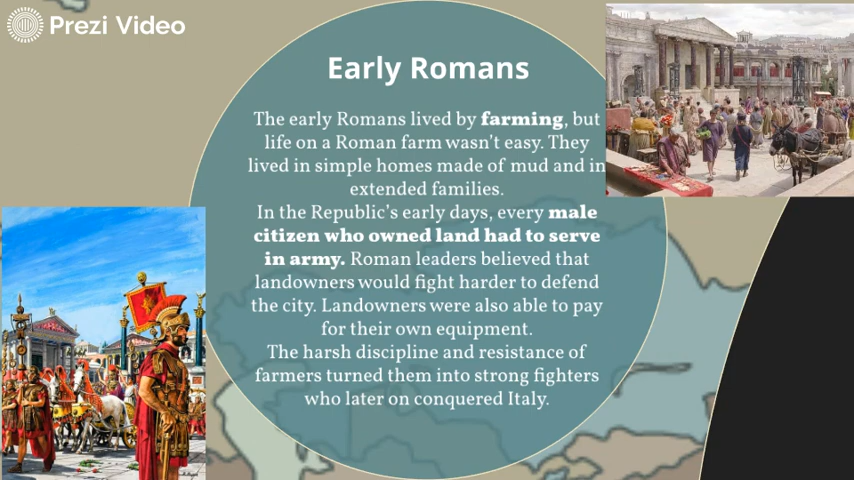 Prezi Video
Early Romans
The early Romans lived by farming, but
life on a Roman farm wasn't easy. They
lived in simple homes made of mud and in
extended families.
In the Republic's early days, every male
citizen who owned land had to serve
in army. Roman leaders believed that
landowners would fight harder to defend
the city. Landowners were also able to pay
for their own equipment.
The harsh discipline and resistance of
farmers turned them into strong fighters
who later on conquered Italy.